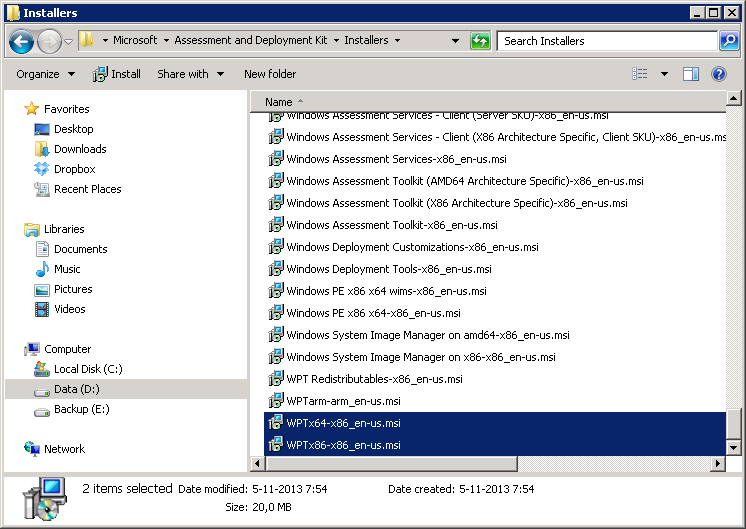 Installers
Microsoft Assessment and Deployment Kit Installers Search Installers
Organize Install Share with New folder
Favorites
Desktop
Downloads
Dropbox
Recent Places
Libraries
Documents
Music
Pictures
Videos
Computer
Local Disk (C:)
Data (D:)
Backup (E:)
Network
Name
Windows Assessment Services - Client (Server SKU)-x86_en-us.msi
Windows Assessment Services - Client (X86 Architecture Specific, Client SKU)-x86_en-us.ms
Windows Assessment Services-x86_en-us.msi
Windows Assessment Toolkit (AMD64 Architecture Specific)-x86_en-us.msi
Windows Assessment Toolkit (X86 Architecture Specific)-x86_en-us.msi
Windows Assessment Toolkit-x86_en-us.msi
Windows Deployment Customizations-x86_en-us.msi
Windows Deployment Tools-x86_en-us.msi
Windows PE x86 x64 wims-x86_en-us.msi
Windows PE x86 x64-x86_en-us.msi
Windows System Image Manager on amd64-x86_en-us.msi
Windows System Image Manager on x86-x86_en-us.msi
WPT Redistributables-x86_en-us.msi
WPTarm-arm_en-us.msi
WPTx64-x86_en-us.msi
WPTx86-x86_en-us.msi
2 items selected Date modified: 5-11-2013 7:54 Date created: 5-11-2013 7:54
Size: 20,0 MB